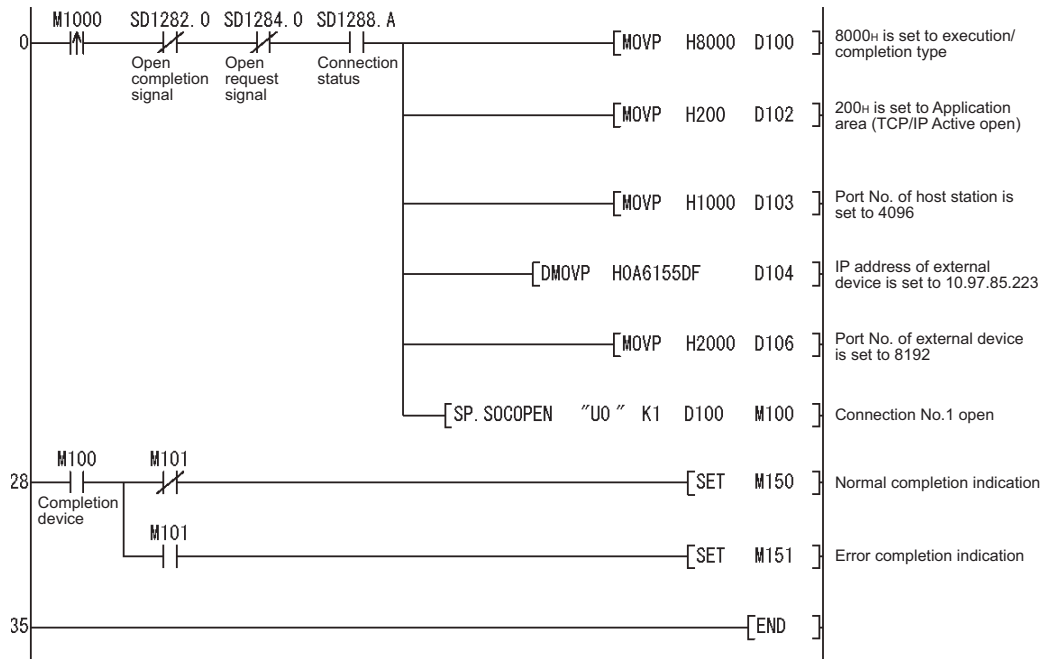 M1000 SD1282. 0 SD1284. 0 SD1288. A
0 MOVP H8000 D100 8000H is set to execution/
completion type
Open
completion
signal
Open
request
signal
Connection
status
MOVP H200 D102 200H is set to Application
area (TCP/IP Active open)
MOVP H1000 D103 Port No. of host station is
set to 4096
DMOVP H0A6155DF D104 IP address of external
device is set to 10.97.85.223
MOVP H2000 D106 Port No. of external device
is set to 8192
SP. SOCOPEN "U0 " K1 D100 M100 Connection No.1 open
M100 M101
28 SET M150 Normal completion indication
Completion
device
M101
SET M151 Error completion indication
35 END